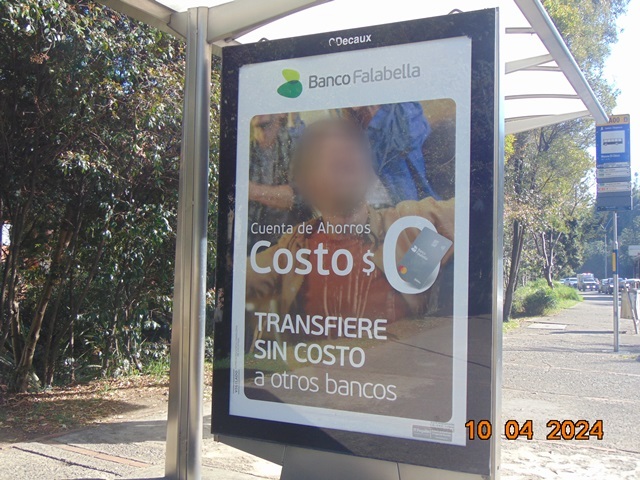 JCDecaux
Banco Falabella
Cuenta de Ahorros
Costo $ 0
TRANSFIERE
SIN COSTO
a otros bancos
10 04 2024